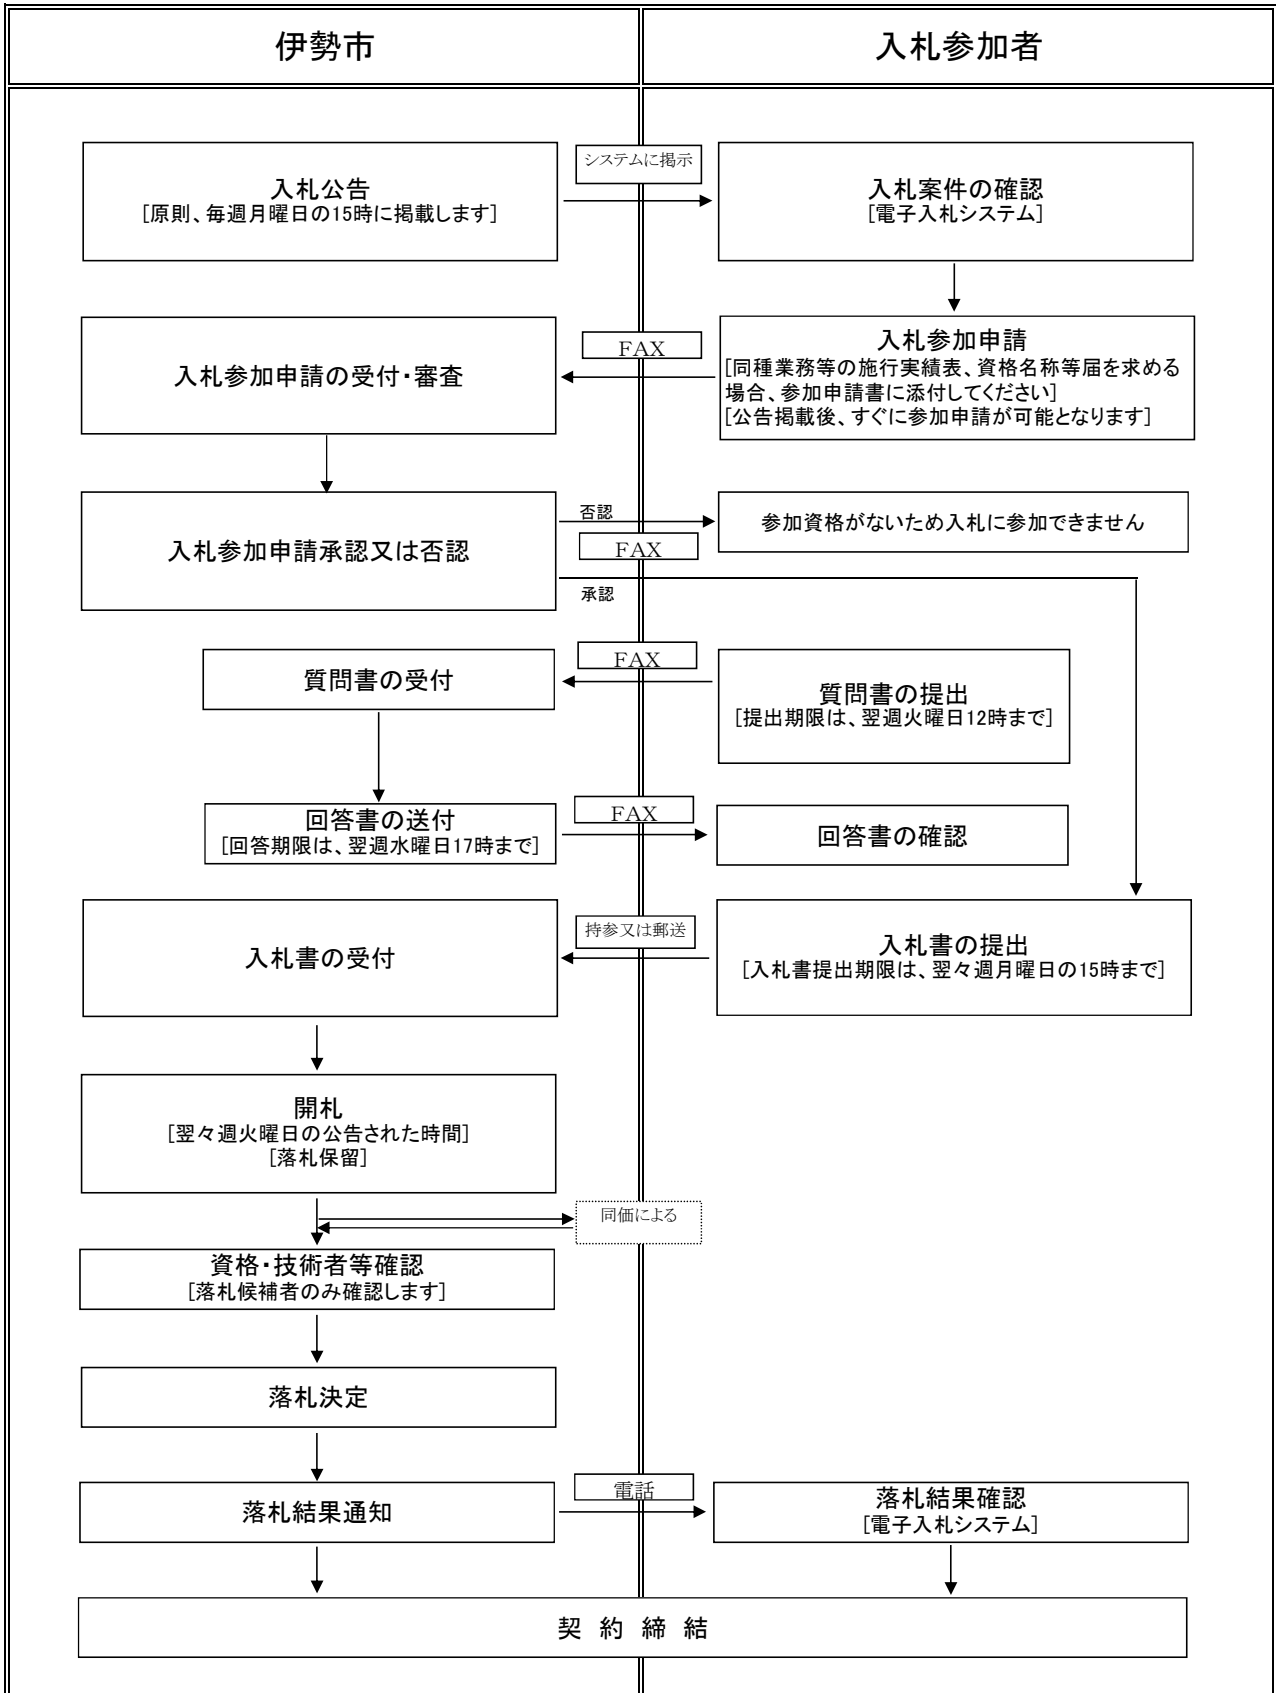 伊勢市
入札参加者
入札公告
[原則、毎週月曜日の15時に掲載します]
システムに掲示
入札案件の確認
[電子入札システム]
入札参加申請の受付・審査
FAX
入札参加申請
[同種業務等の施行実績表、資格名称等届を求める
場合、参加申請書に添付してください]
[公告掲載後、すぐに参加申請が可能となります]
入札参加申請承認又は否認
否認
FAX
承認
参加資格がないため入札に参加できません
質問書の受付
FAX
質問書の提出
[提出期限は、翌週火曜日12時まで]
回答書の送付
[回答期限は、翌週水曜日17時まで]
FAX
回答書の確認
入札書の受付
持参又は郵送
入札書の提出
[入札書提出期限は、翌々週月曜日の15時まで]
開札
[翌々週火曜日の公告された時間]
[落札保留]
同価による
資格・技術者等確認
[落札候補者のみ確認します]
落札決定
落札結果通知
電話
落札結果確認
[電子入札システム]
契 約 締 結